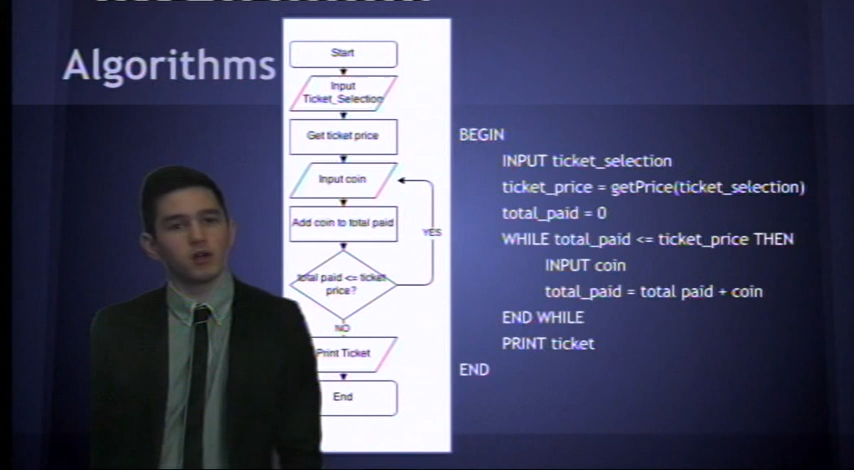 Algorithms
Start
Input
Ticket_Selection
Get ticket price
Input coin
Add coin to total paid
YES
total paid <= ticket
price?
NO
Print Ticket
End
BEGIN
INPUT ticket_selection
ticket_price = getPrice(ticket_selection)
total_paid = 0
WHILE total_paid <= ticket_price THEN
INPUT coin
total_paid = total paid + coin
END WHILE
PRINT ticket
END